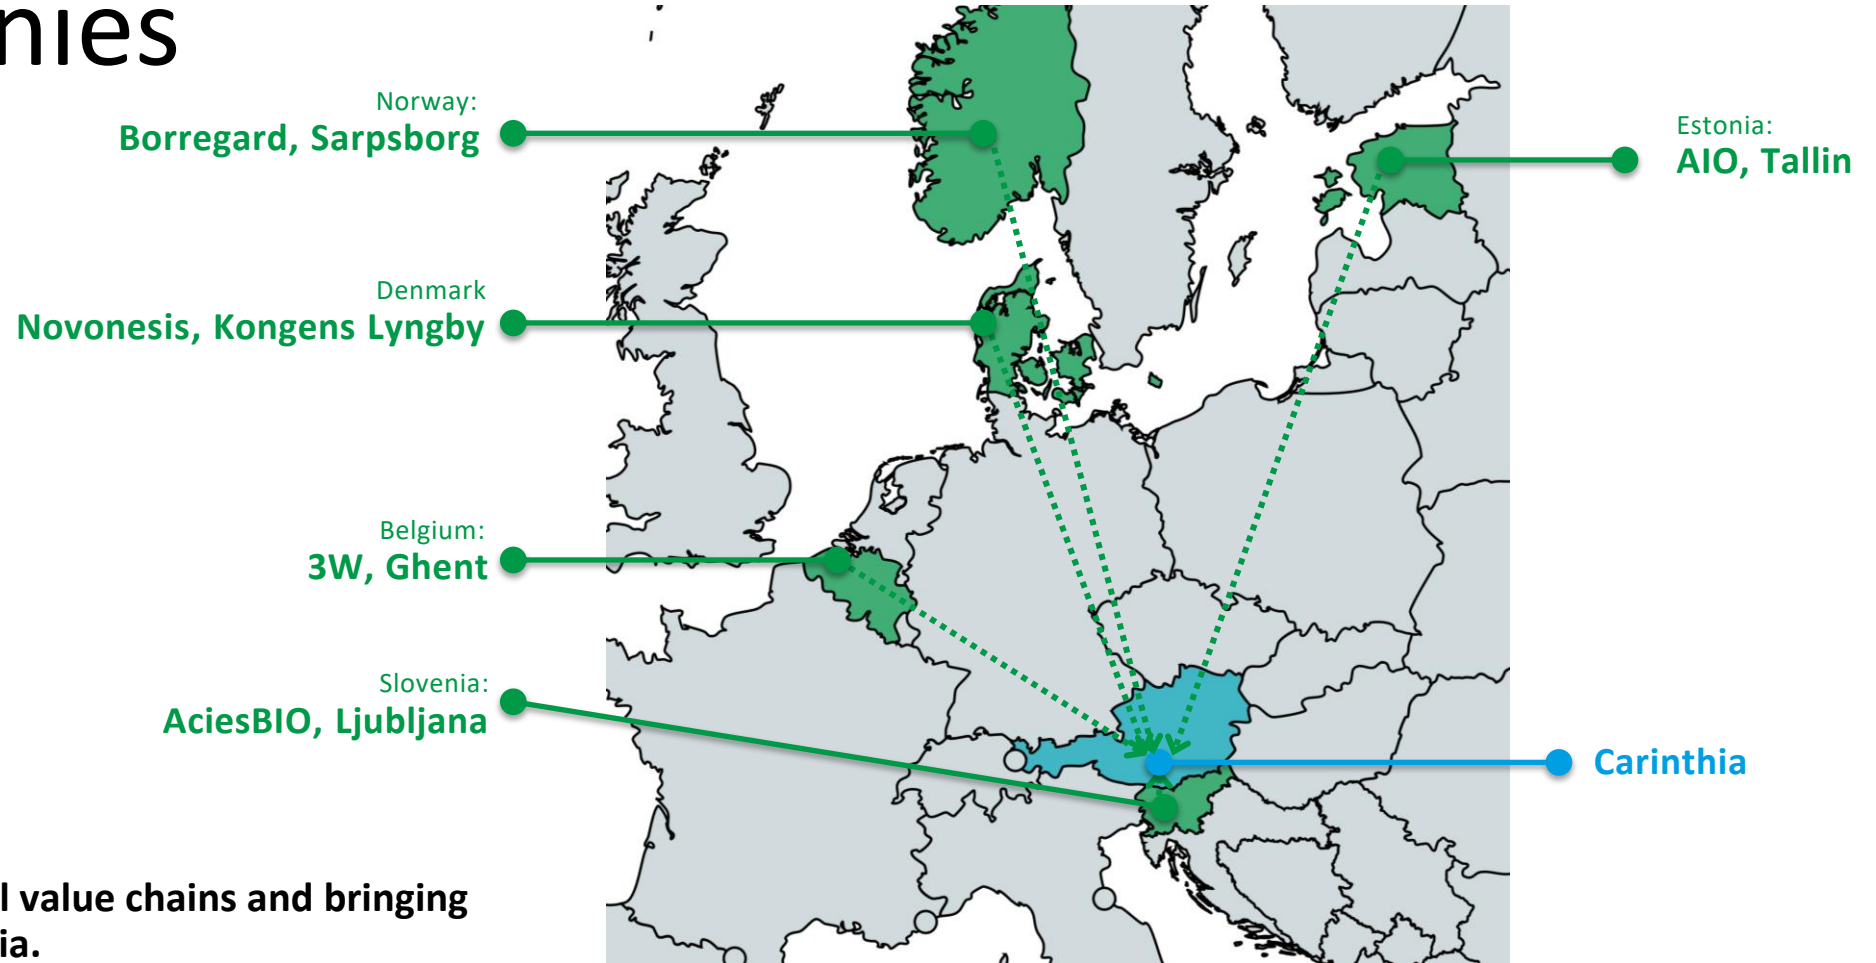 nies
Norway:
Borregard, Sarpsborg
Estonia:
AIO, Tallin
Denmark
Novonesis, Kongens Lyngby
Belgium:
3W, Ghent
Slovenia:
AciesBIO, Ljubljana
Carinthia
l value chains and bringing
ia.